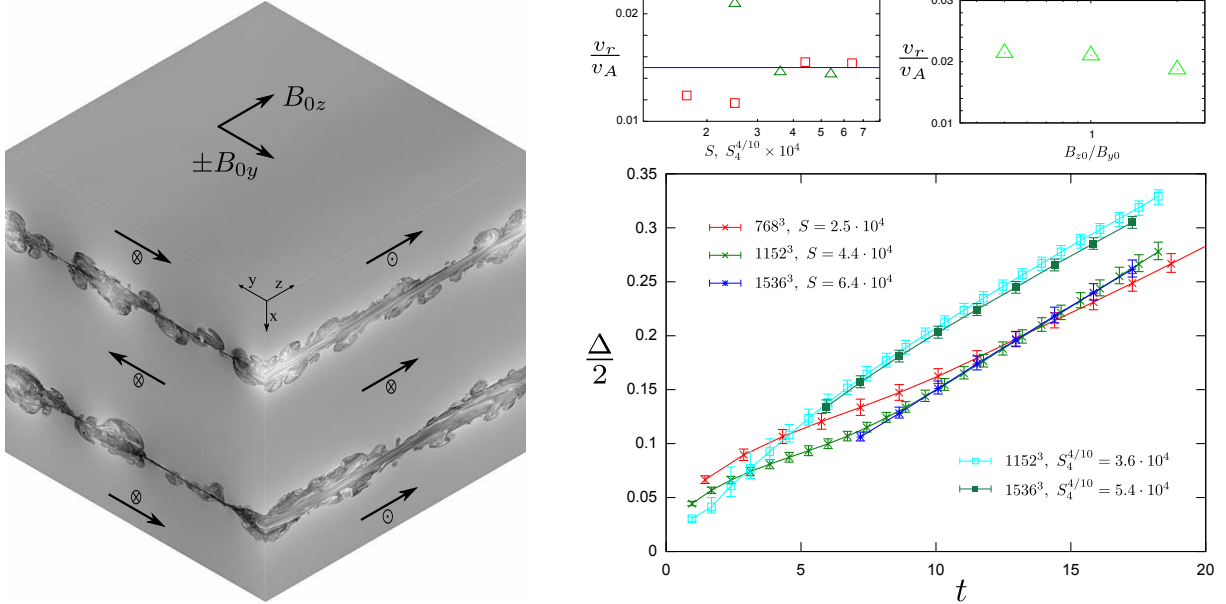 B_{0z}
±B_{0y}
y
z
x
0.02
0.01
v_r
v_A
2
3
4
5
6
7
S, S_4^{4/10} × 10^4
0.03
0.02
0.01
v_r
v_A
1
B_{z0}/B_{y0}
0.35
0.3
0.25
0.2
0.15
0.1
0.05
0
Δ
2
768^3, S = 2.5 · 10^4
1152^3, S = 4.4 · 10^4
1536^3, S = 6.4 · 10^4
1152^3, S_4^{4/10} = 3.6 · 10^4
1536^3, S_4^{4/10} = 5.4 · 10^4
0
5
10
15
20
t